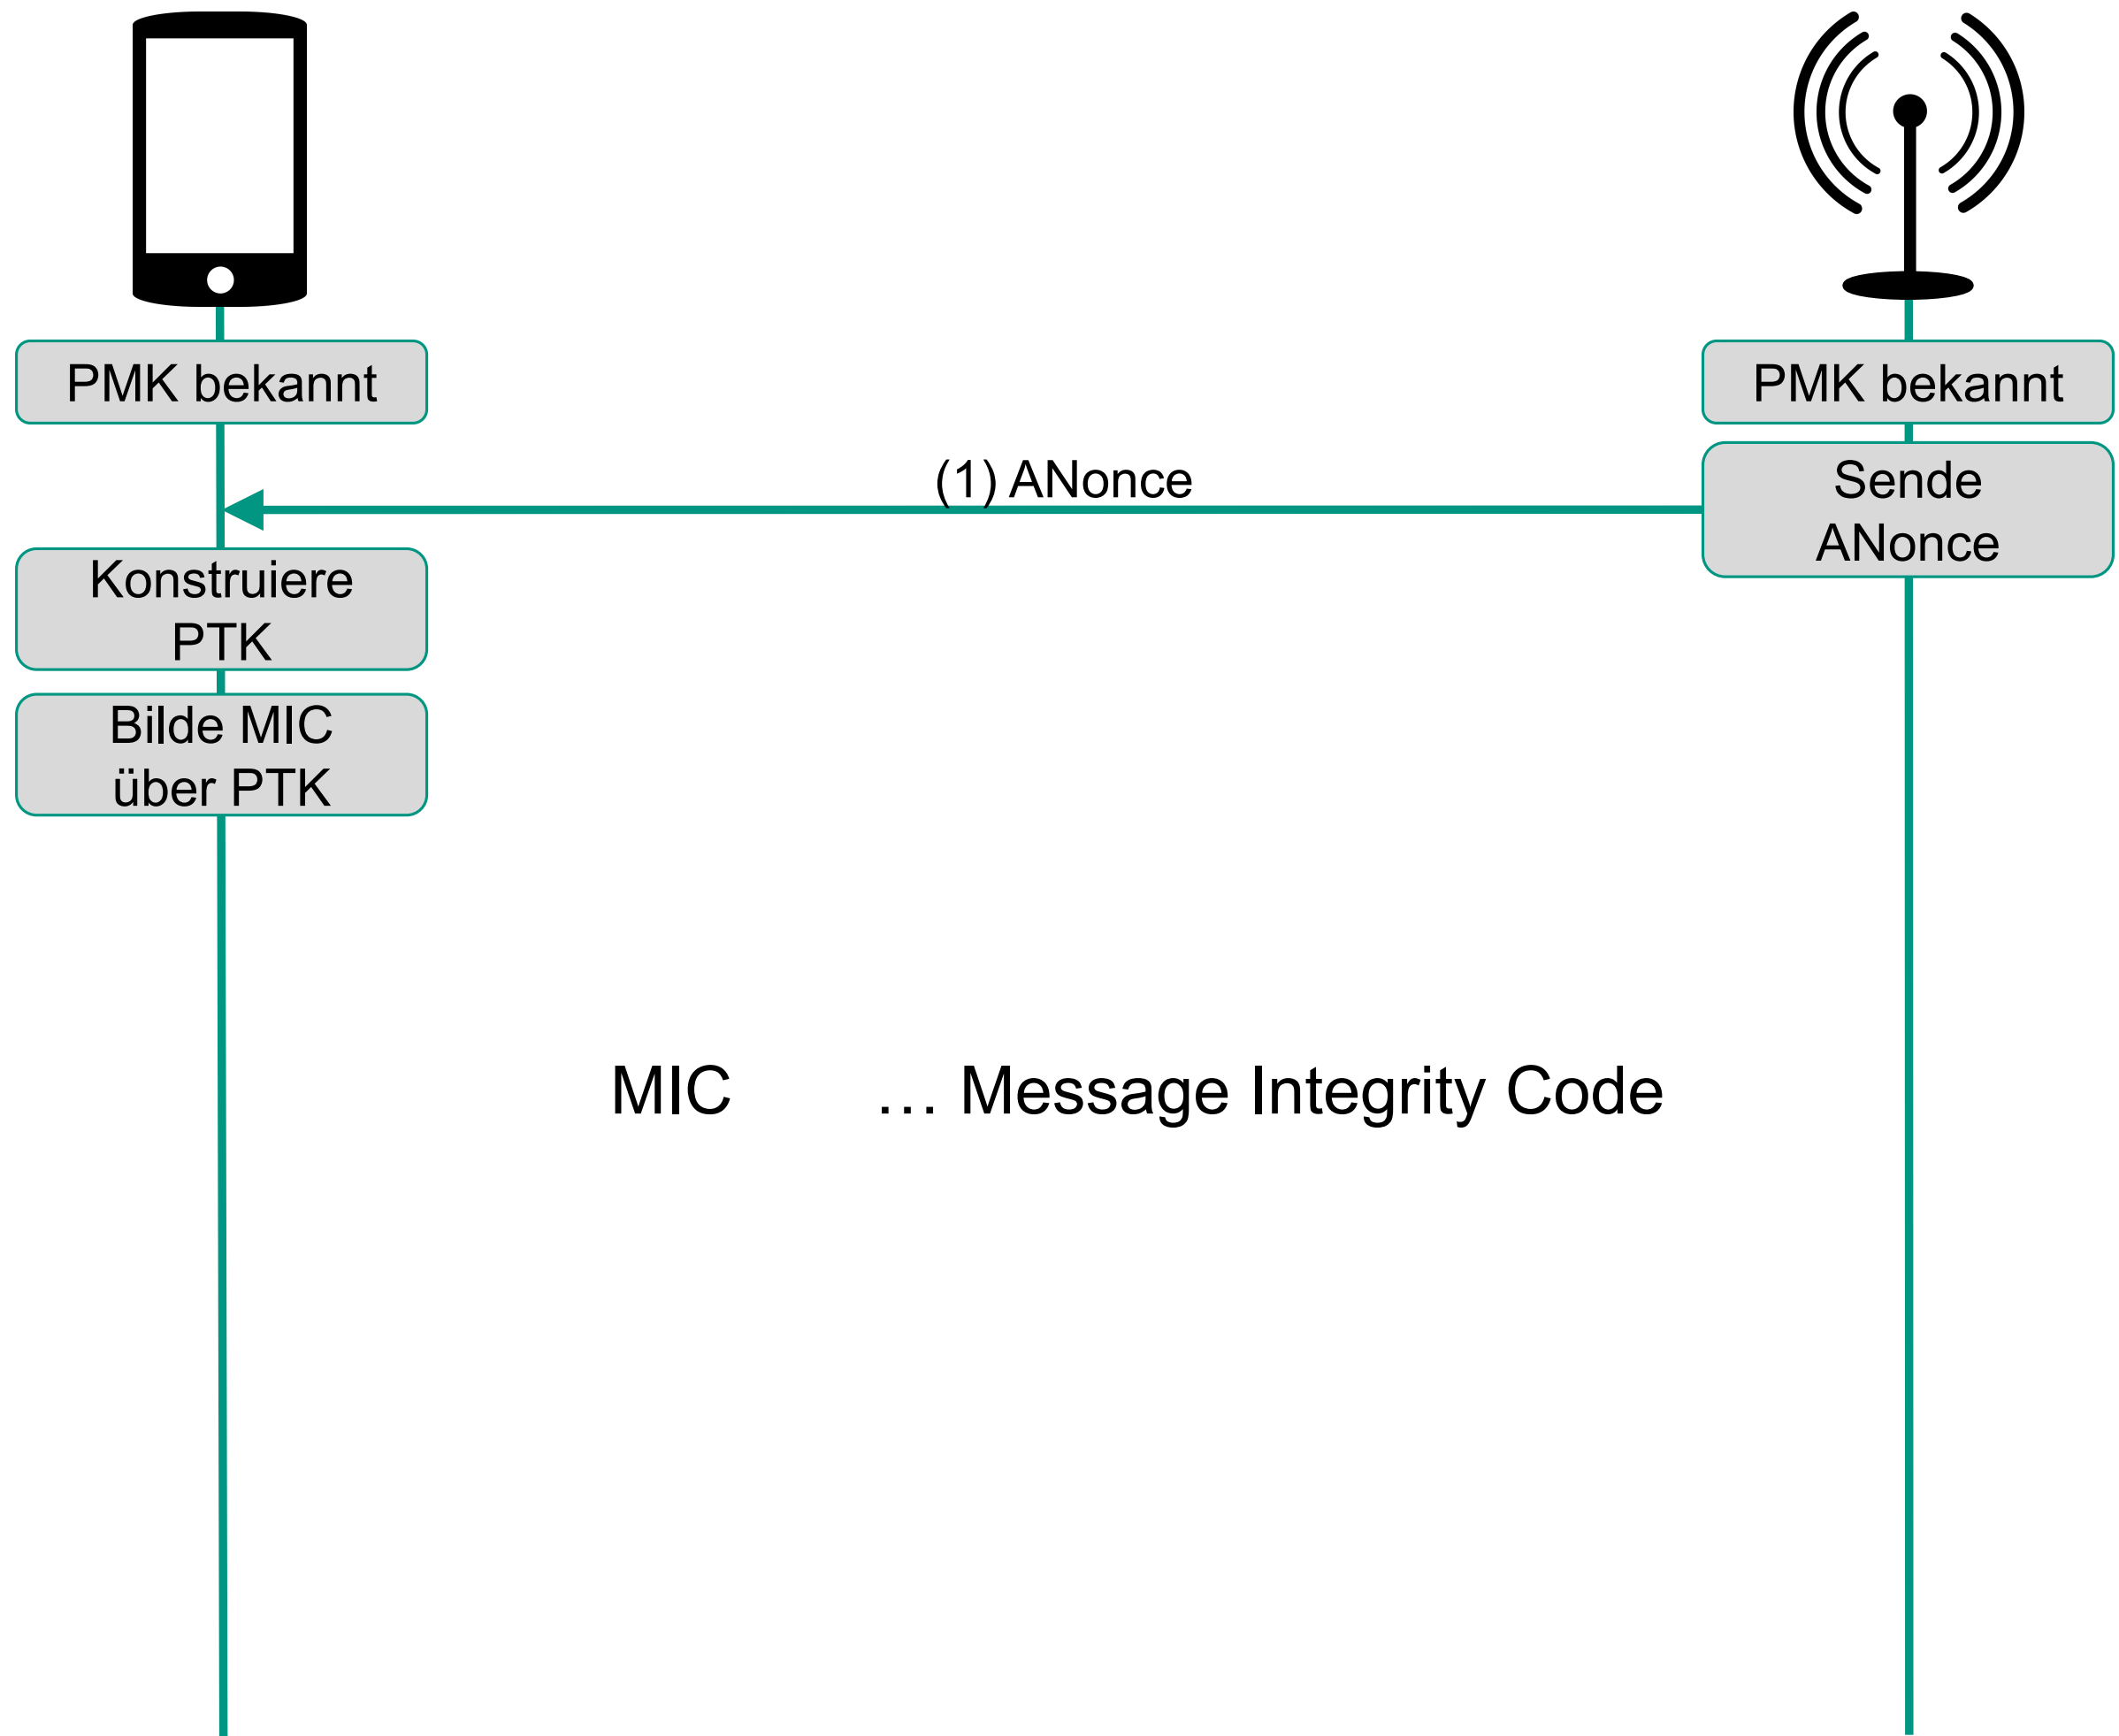 PMK bekannt
PMK bekannt
(1) ANonce
Sende
ANonce
Konstruiere
PTK
Bilde MIC
über PTK
MIC … Message Integrity Code